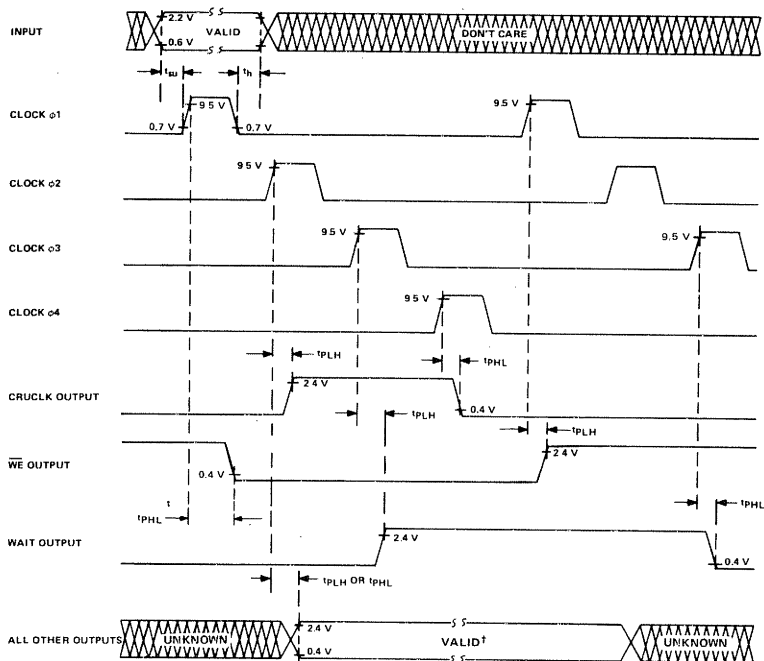 INPUT
2.2 V
VALID
0.6 V
DON'T CARE
tsu
th
CLOCK φ1
9.5 V
0.7 V
0.7 V
9.5 V
CLOCK φ2
9.5 V
CLOCK φ3
9.5 V
9.5 V
CLOCK φ4
9.5 V
tPLH
tPHL
CRUCLK OUTPUT
2.4 V
0.4 V
tPLH
tPLH
WE OUTPUT
0.4 V
2.4 V
t
tPHL
tPHL
WAIT OUTPUT
2.4 V
0.4 V
tPLH OR tPHL
ALL OTHER OUTPUTS
UNKNOWN
2.4 V
0.4 V
VALID†
UNKNOWN